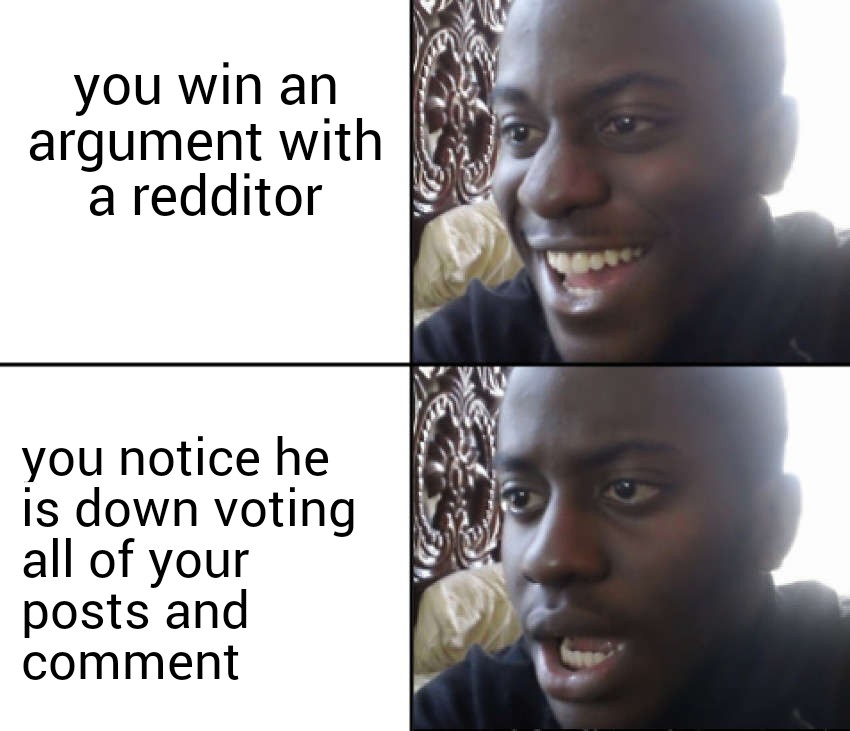 you win an
argument with
a redditor
you notice he
is down voting
all of your
posts and
comment